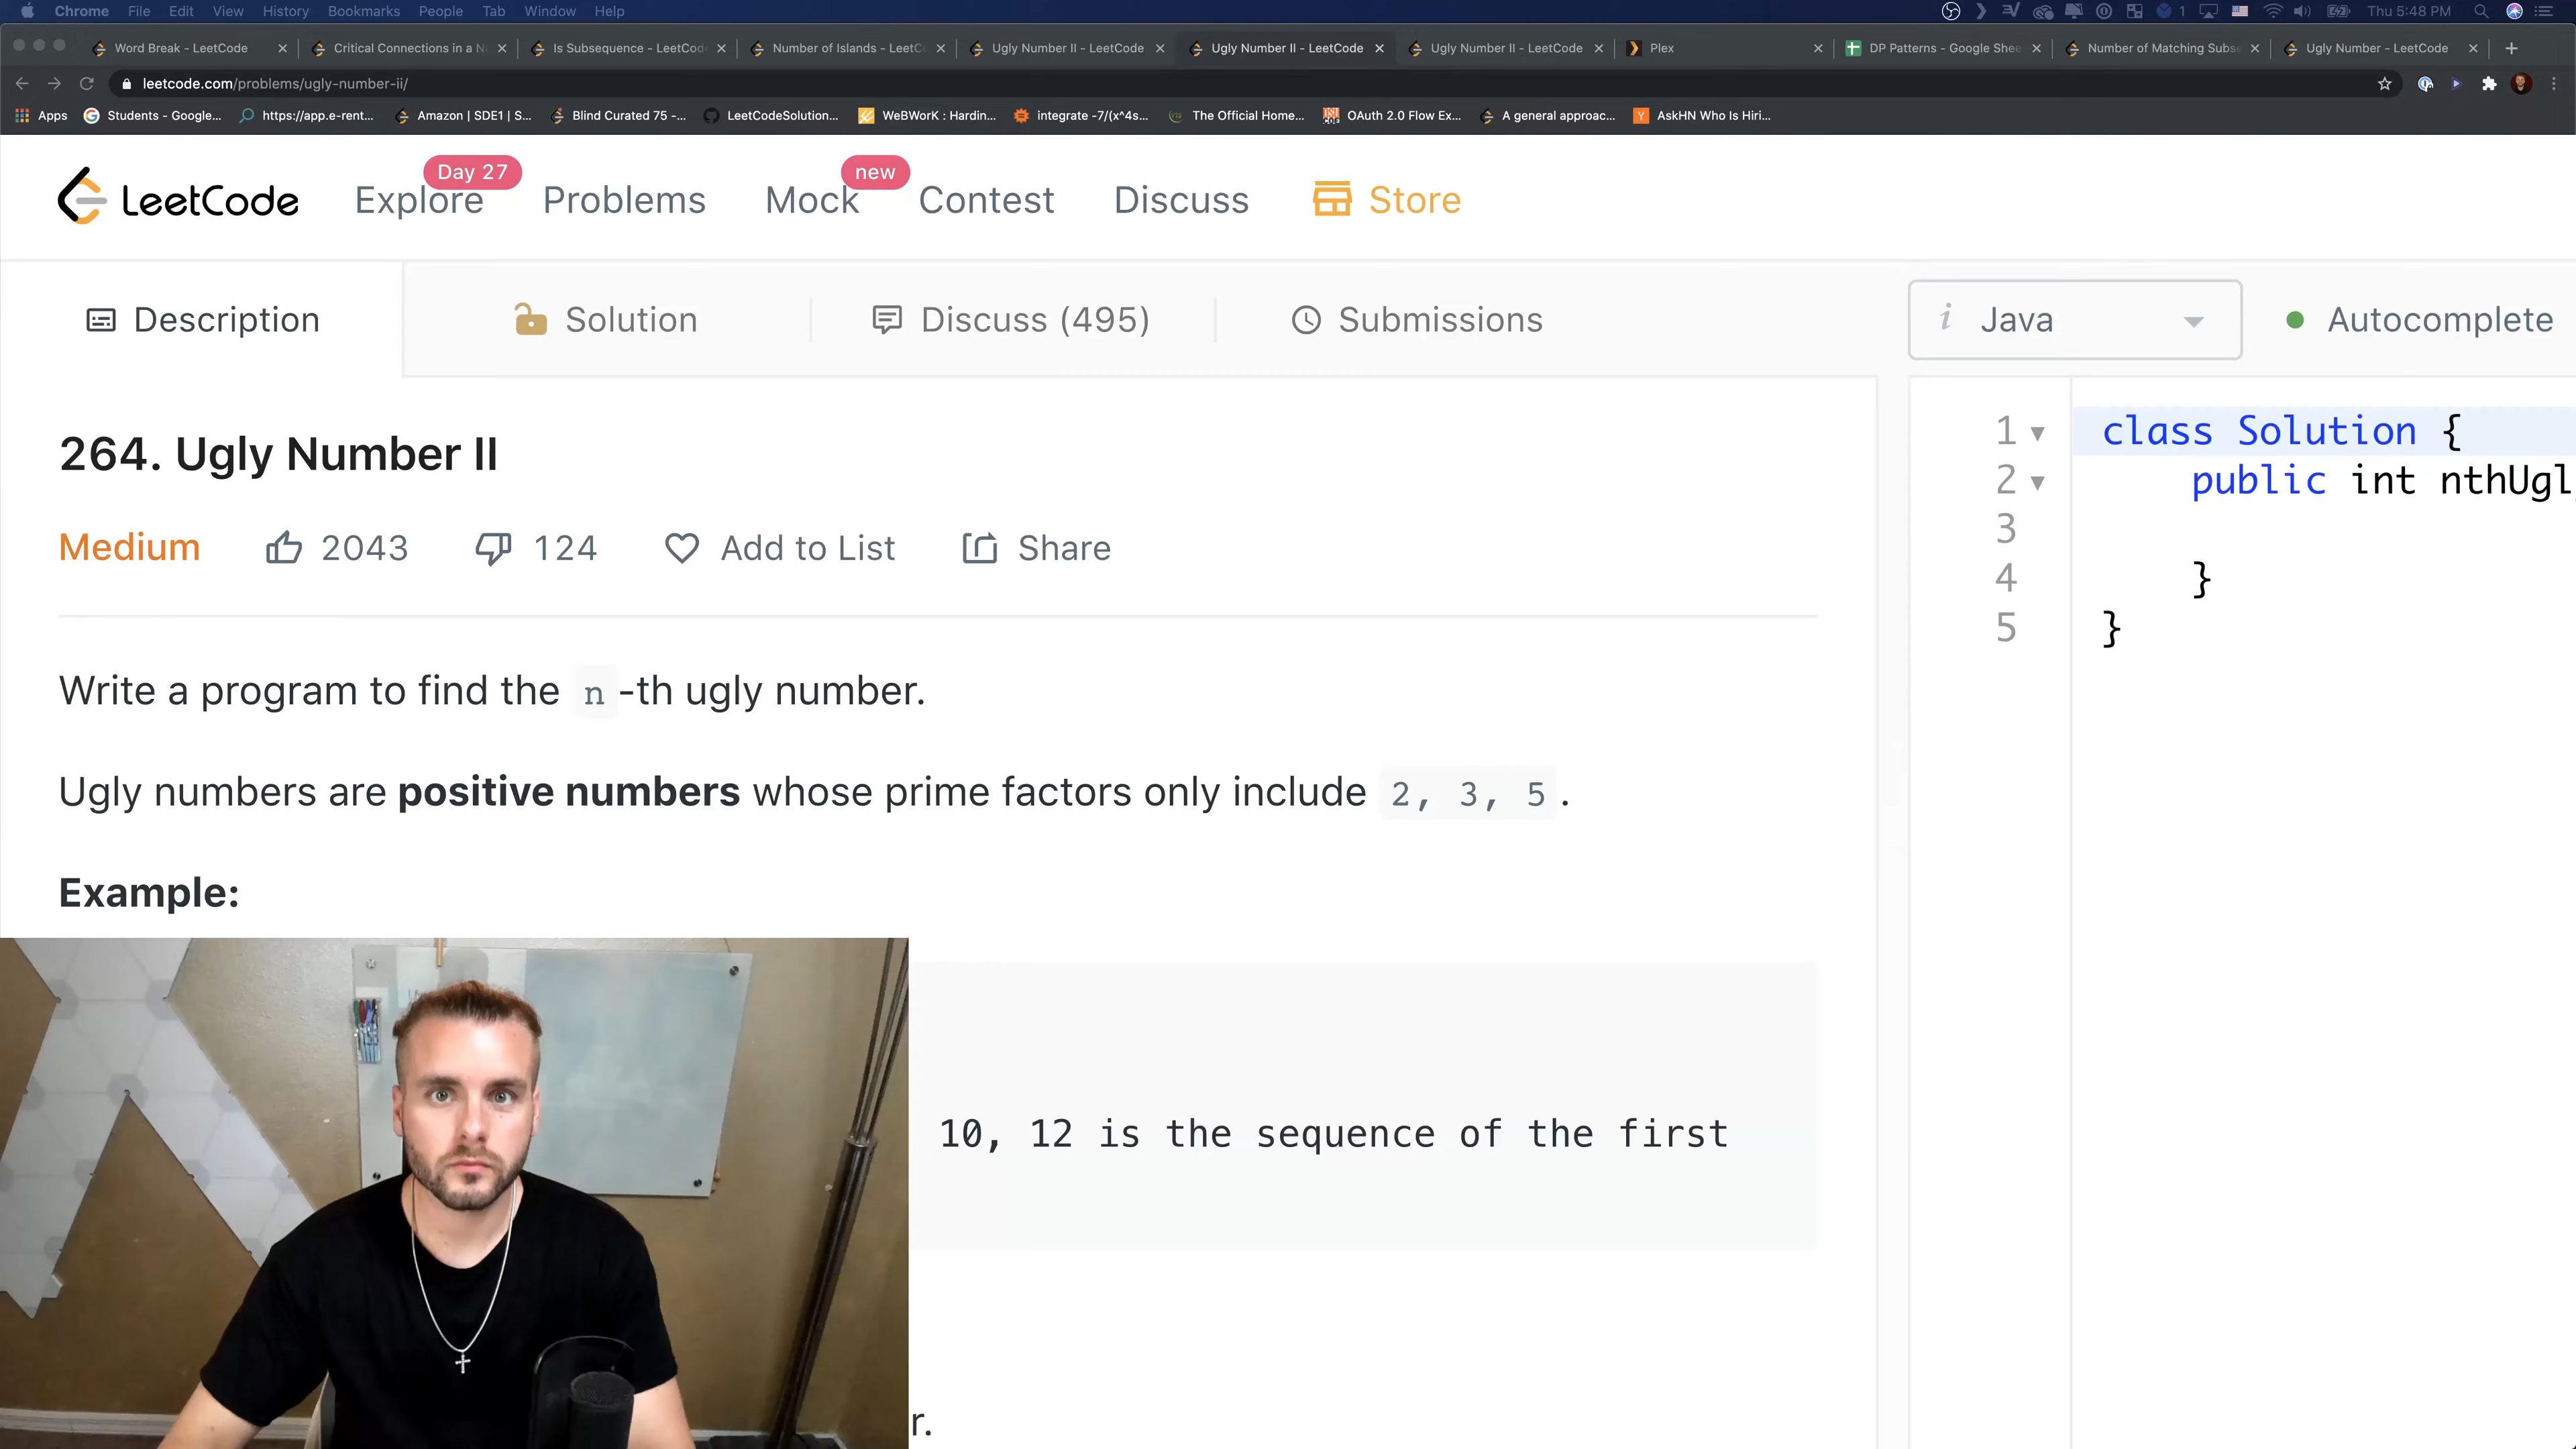 Chrome File Edit View History Bookmarks People Tab Window Help
1 Thu 5:48 PM
Word Break - LeetCode Critical Connections in a N Is Subsequence - LeetCode Number of Islands - LeetC Ugly Number II - LeetCode Ugly Number II - LeetCode Ugly Number II - LeetCode Plex DP Patterns - Google Shee Number of Matching Subs Ugly Number - LeetCode
leetcode.com/problems/ugly-number-ii/
Apps Students - Google... https://app.e-rent... Amazon | SDE1 | S... Blind Curated 75 -... LeetCodeSolution... WeBWorK : Hardin... integrate -7/(x^4s... The Official Home... OAuth 2.0 Flow Ex... A general approac... AskHN Who Is Hiri...
LeetCode Explore Day 27 Problems Mock new Contest Discuss Store
Description Solution Discuss (495) Submissions
i Java Autocomplete
264. Ugly Number II
Medium 2043 124 Add to List Share
Write a program to find the n -th ugly number.
Ugly numbers are positive numbers whose prime factors only include 2, 3, 5 .
Example:
10, 12 is the sequence of the first
r.
1 class Solution {
2 public int nthUgl
3
4 }
5 }